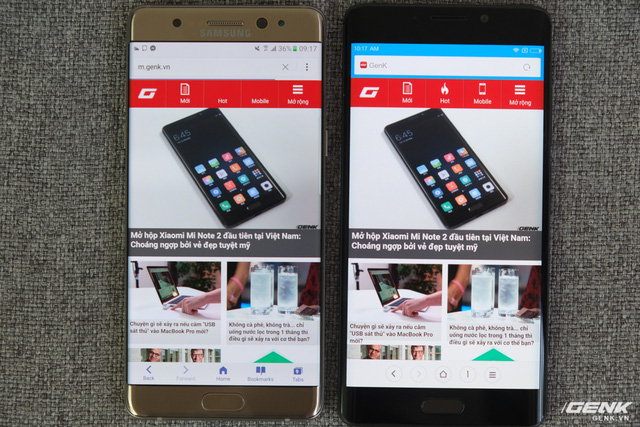 SAMSUNG
36% 09:17
m.genk.vn
G
Mới
Hot
Mobile
Mở rộng
6:45
GENK
Mở hộp Xiaomi Mi Note 2 đầu tiên tại Việt Nam:
Choáng ngợp bởi vẻ đẹp tuyệt mỹ
Chuyện gì sẽ xảy ra nếu cắm "USB
sát thủ" vào MacBook Pro mới?
Không cà phê, không trà... chỉ
uống nước lọc trong 1 tháng thì
điều gì sẽ xảy ra với cơ thể bạn?
Back
Forward
Home
Bookmarks
Tabs
10:17 AM
GenK
G
Mới
Hot
Mobile
Mở rộng
6:45
GENK
Mở hộp Xiaomi Mi Note 2 đầu tiên tại Việt Nam:
Choáng ngợp bởi vẻ đẹp tuyệt mỹ
Chuyện gì sẽ xảy ra nếu cắm "USB
sát thủ" vào MacBook Pro mới?
Không cà phê, không trà... chỉ
uống nước lọc trong 1 tháng thì
điều gì sẽ xảy ra với cơ thể bạn?
1
GENK
GENK.VN